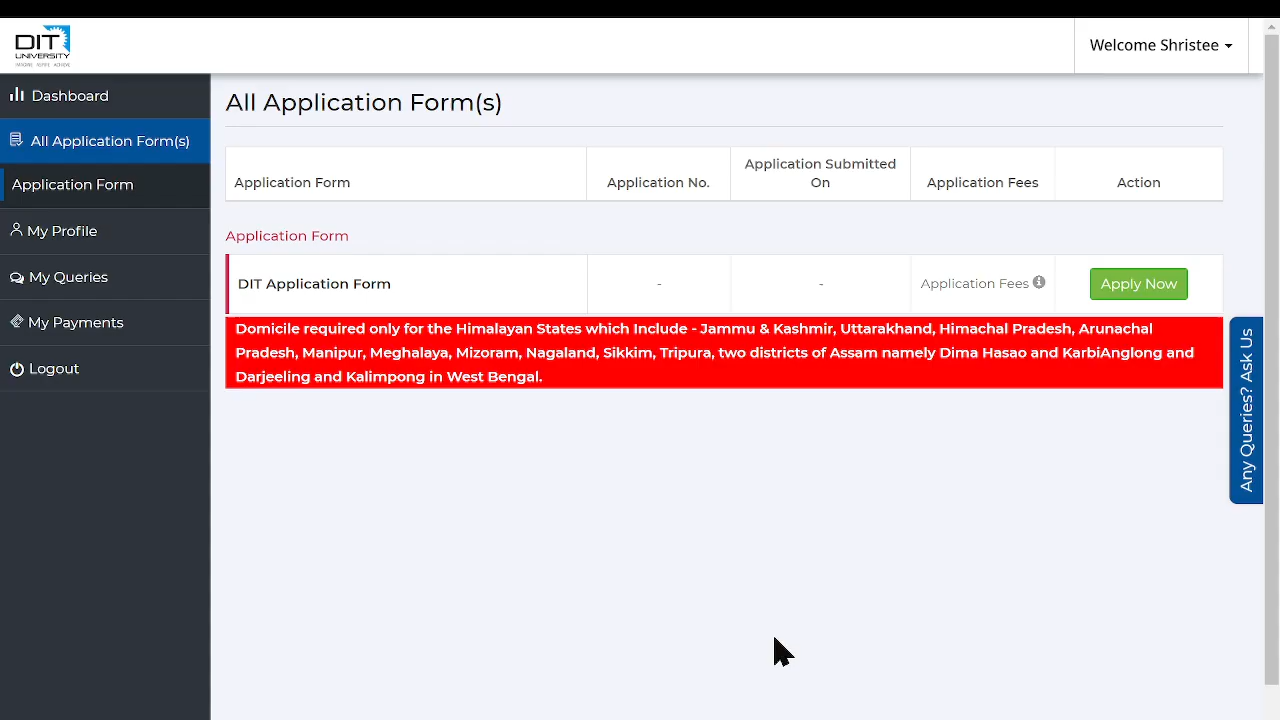 DIT
UNIVERSITY
Welcome Shristee
Dashboard
All Application Form(s)
Application Form
My Profile
My Queries
My Payments
Logout
All Application Form(s)
Application Form
Application No.
Application Submitted
On
Application Fees
Action
Application Form
DIT Application Form
-
-
Application Fees
Apply Now
Domicile required only for the Himalayan States which Include - Jammu & Kashmir, Uttarakhand, Himachal Pradesh, Arunachal
Pradesh, Manipur, Meghalaya, Mizoram, Nagaland, Sikkim, Tripura, two districts of Assam namely Dima Hasao and KarbiAnglong and
Darjeeling and Kalimpong in West Bengal.
Any Queries? Ask Us